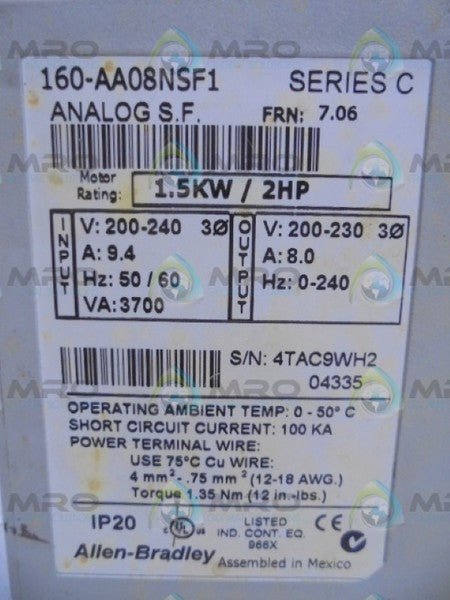 160-AA08NSF1 SERIES C
ANALOG S.F. FRN: 7.06
Motor Rating: 1.5KW / 2HP
INPUT
V: 200-240 3Ø
A: 9.4
Hz: 50/60
VA: 3700
OUTPUT
V: 200-230 3Ø
A: 8.0
Hz: 0-240
S/N: 4TAC9WH2
04335
OPERATING AMBIENT TEMP: 0 - 50° C
SHORT CIRCUIT CURRENT: 100 KA
POWER TERMINAL WIRE:
USE 75°C Cu WIRE:
4 mm² - .75 mm² (12-18 AWG.)
Torque 1.35 Nm (12 in.-lbs.)
IP20 c UL us LISTED IND. CONT. EQ. 966X CE
Allen-Bradley Assembled in Mexico
MRO